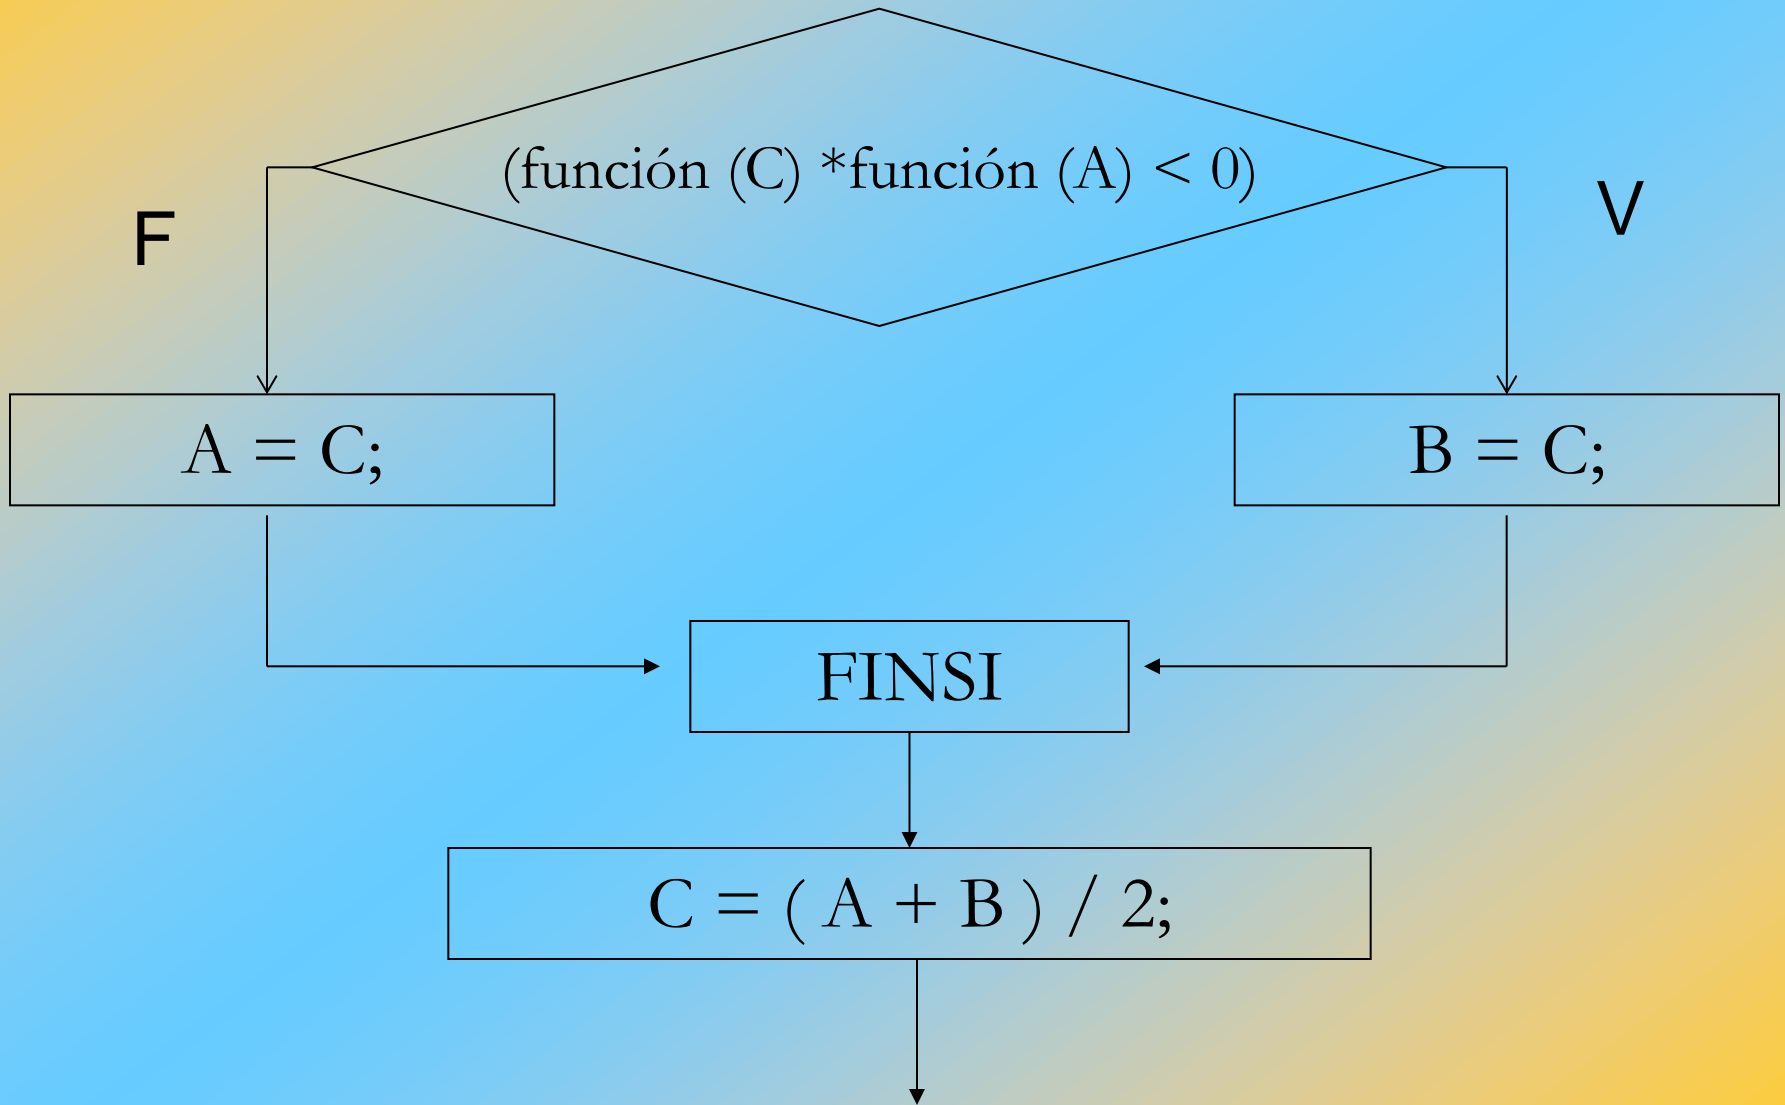 (función (C) *función (A) < 0)
F
V
A = C;
B = C;
FINSI
C = ( A + B ) / 2;